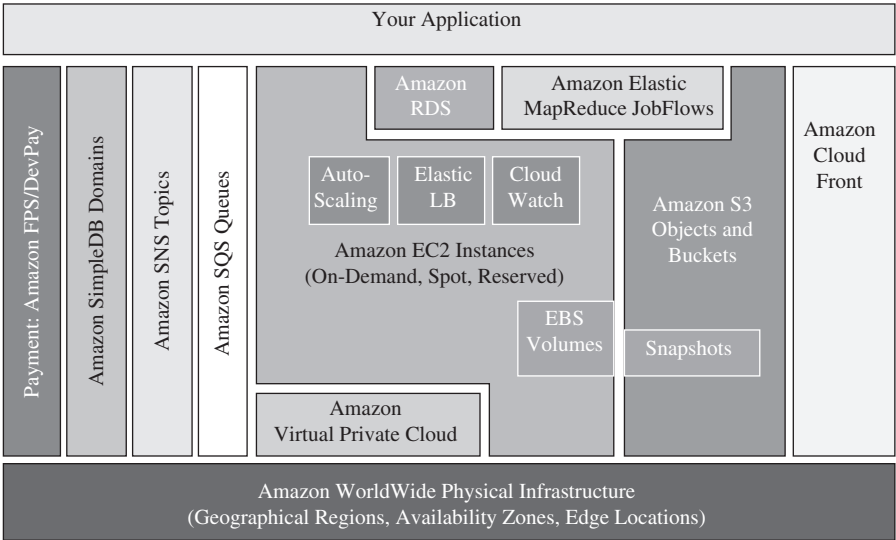 Your Application
Payment: Amazon FPS/DevPay
Amazon SimpleDB Domains
Amazon SNS Topics
Amazon SQS Queues
Amazon
RDS
Amazon Elastic
MapReduce JobFlows
Auto-
Scaling
Elastic
LB
Cloud
Watch
Amazon EC2 Instances
(On-Demand, Spot, Reserved)
EBS
Volumes
Amazon
Virtual Private Cloud
Amazon S3
Objects and
Buckets
Snapshots
Amazon
Cloud
Front
Amazon WorldWide Physical Infrastructure
(Geographical Regions, Availability Zones, Edge Locations)